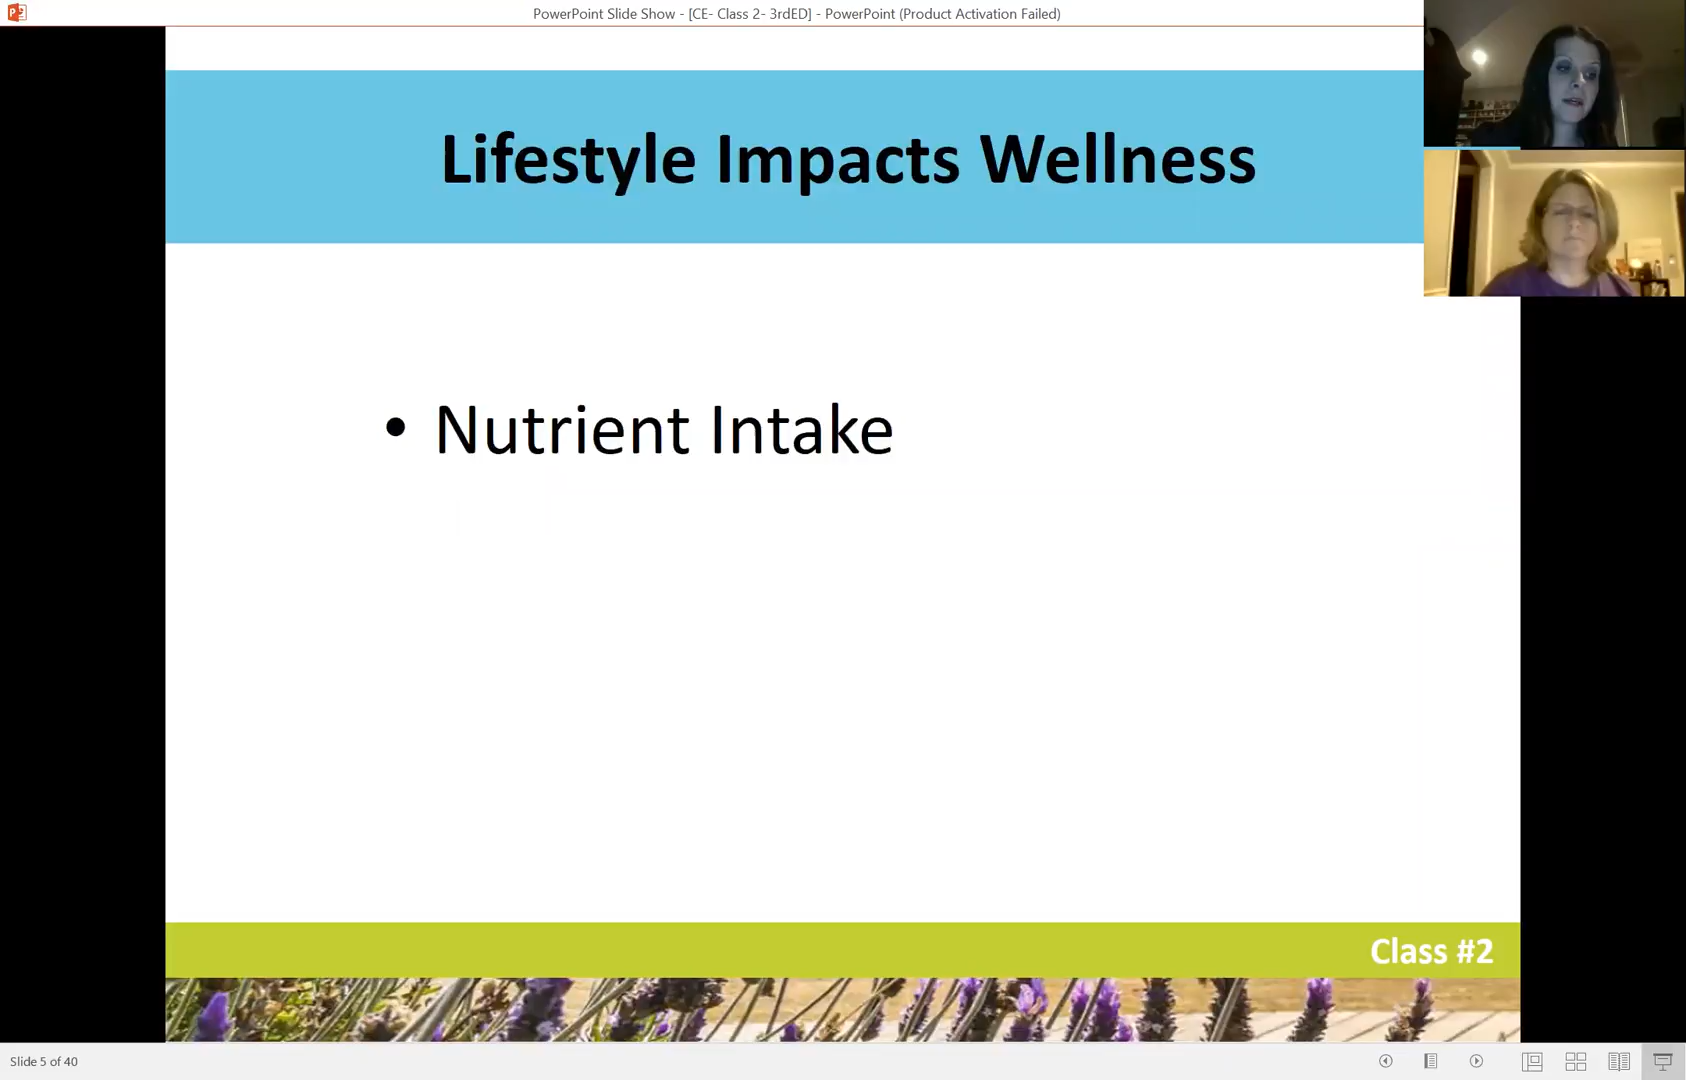 PowerPoint Slide Show - [CE- Class 2- 3rdED] - PowerPoint (Product Activation Failed)
Lifestyle Impacts Wellness
• Nutrient Intake
Class #2
Slide 5 of 40